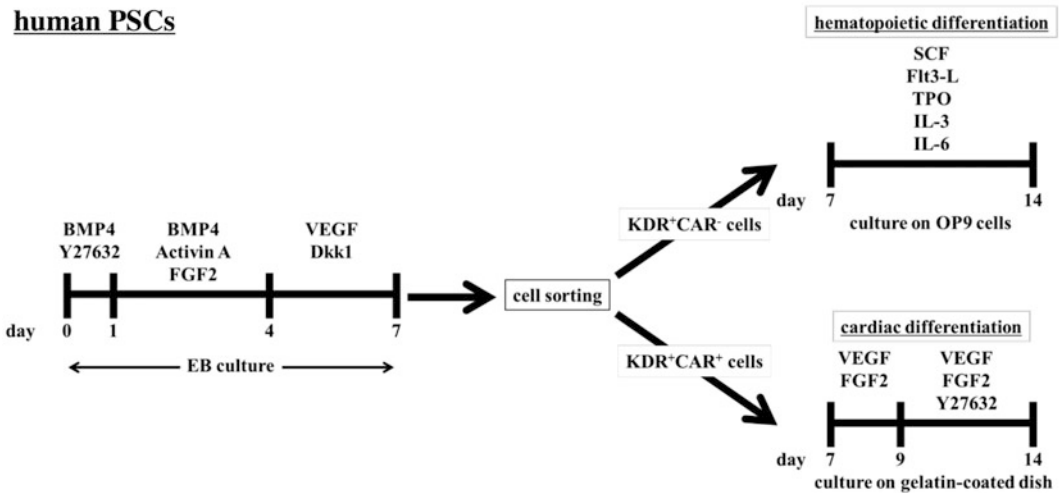 human PSCs
BMP4
Y27632
BMP4
Activin A
FGF2
VEGF
Dkk1
day
0
1
4
7
EB culture
cell sorting
KDR⁺CAR⁻ cells
KDR⁺CAR⁺ cells
hematopoietic differentiation
SCF
Flt3-L
TPO
IL-3
IL-6
day
7
14
culture on OP9 cells
cardiac differentiation
VEGF
FGF2
VEGF
FGF2
Y27632
day
7
9
14
culture on gelatin-coated dish